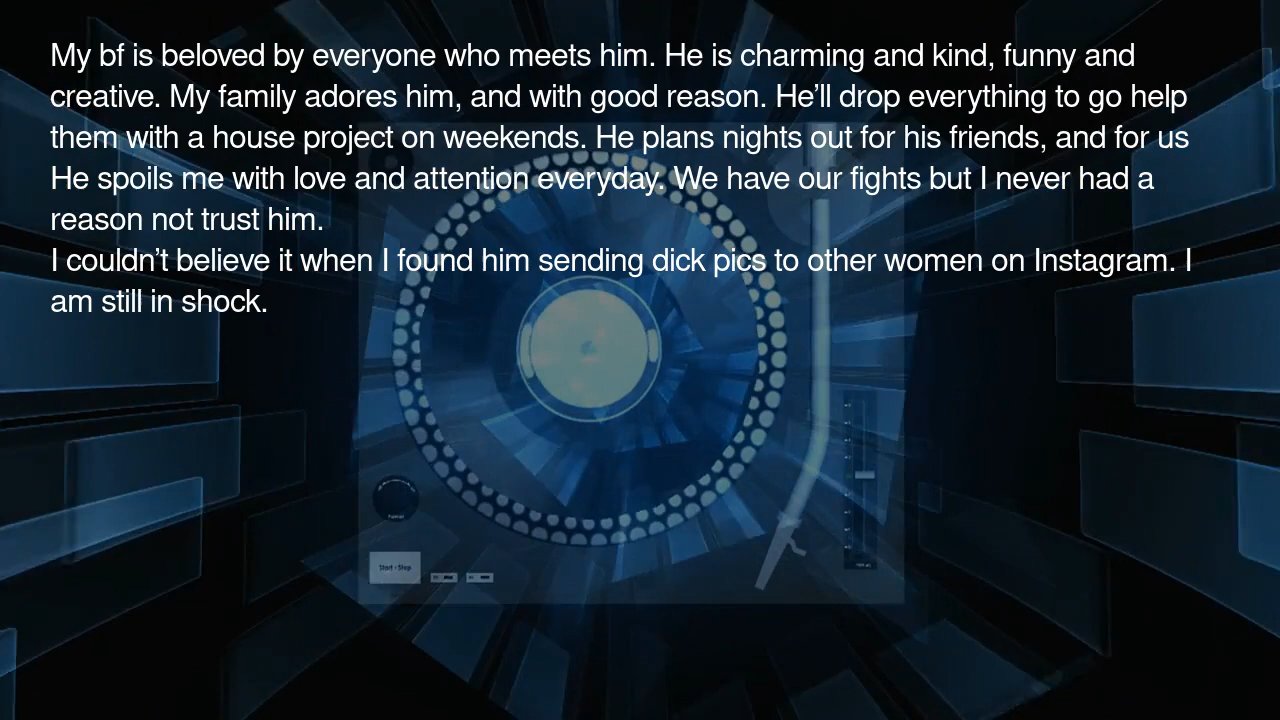 My bf is beloved by everyone who meets him. He is charming and kind, funny and
creative. My family adores him, and with good reason. He’ll drop everything to go help
them with a house project on weekends. He plans nights out for his friends, and for us
He spoils me with love and attention everyday. We have our fights but I never had a
reason not trust him.
I couldn’t believe it when I found him sending dick pics to other women on Instagram. I
am still in shock.
Start • Stop